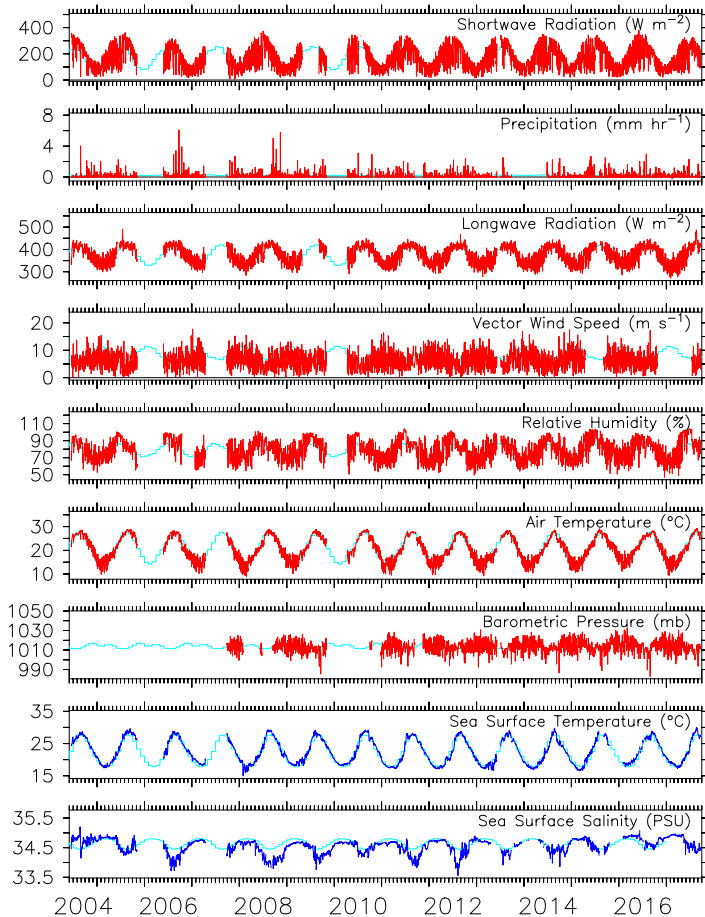 Shortwave Radiation (W m−2)
400
200
0
Precipitation (mm hr−1)
8
4
0
Longwave Radiation (W m−2)
500
400
300
Vector Wind Speed (m s−1)
20
10
0
Relative Humidity (%)
110
90
70
50
Air Temperature (°C)
30
20
10
Barometric Pressure (mb)
1050
1030
1010
990
Sea Surface Temperature (°C)
35
25
15
Sea Surface Salinity (PSU)
35.5
34.5
33.5
2004 2006 2008 2010 2012 2014 2016